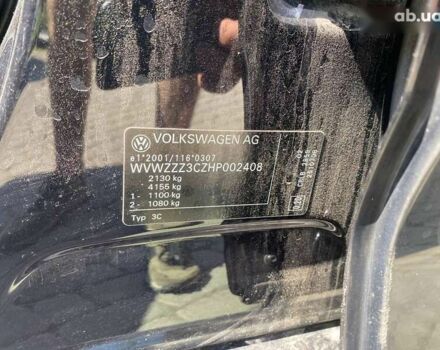 ab.ua
VOLKSWAGEN AG
e1*2001/116*0307
WVWZZZ3CZHP002408
2130 kg
4155 kg
1 - 1100 kg
2 - 1080 kg
Typ 3C